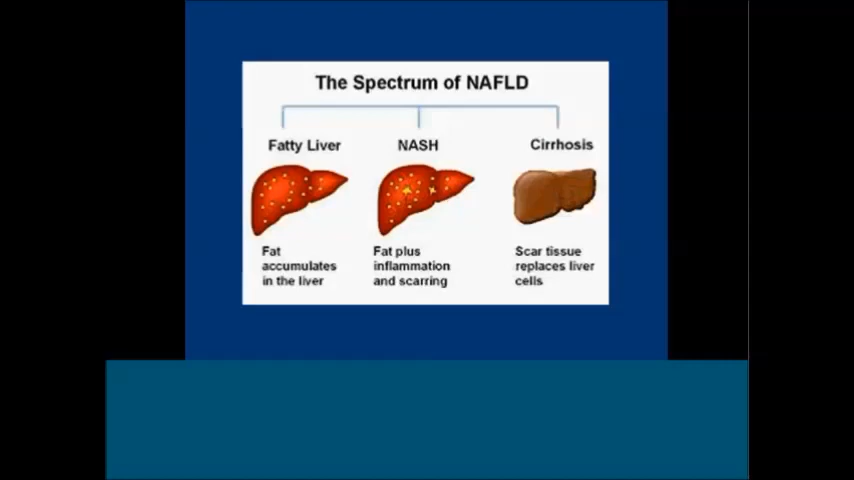 The Spectrum of NAFLD
Fatty Liver
NASH
Cirrhosis
Fat
accumulates
in the liver
Fat plus
inflammation
and scarring
Scar tissue
replaces liver
cells